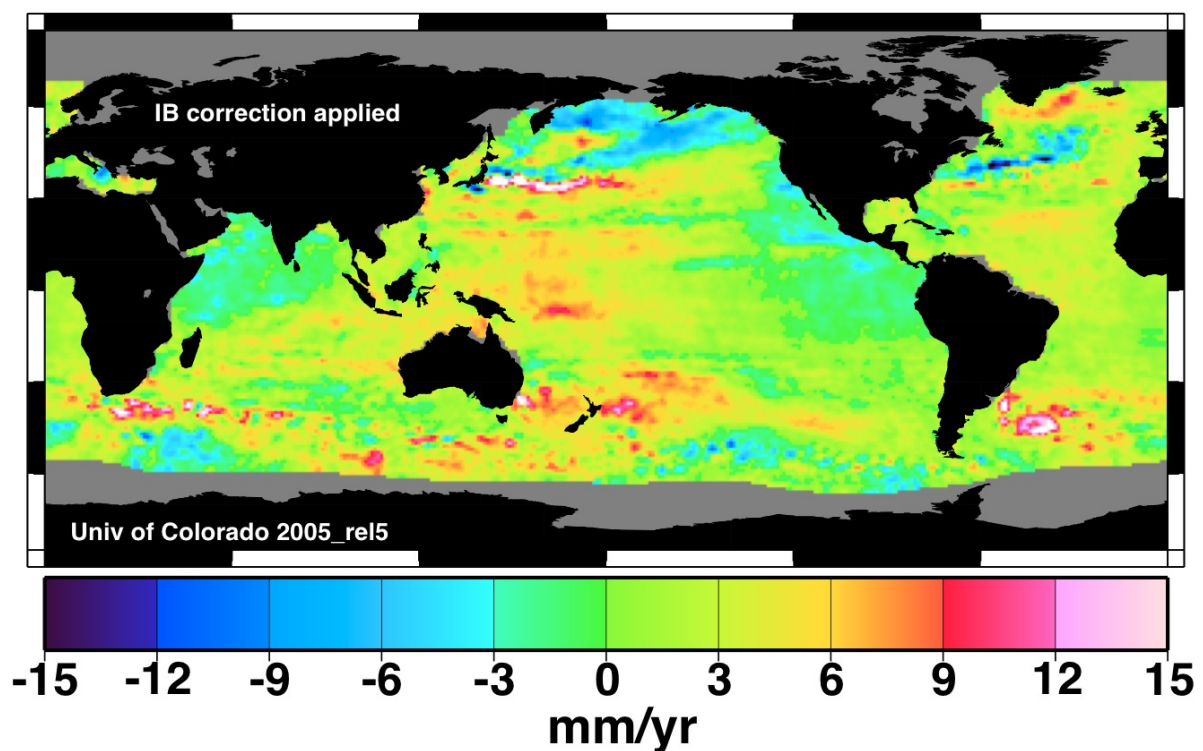 IB correction applied
Univ of Colorado 2005_rel5
-15 -12 -9 -6 -3 0 3 6 9 12 15
mm/yr